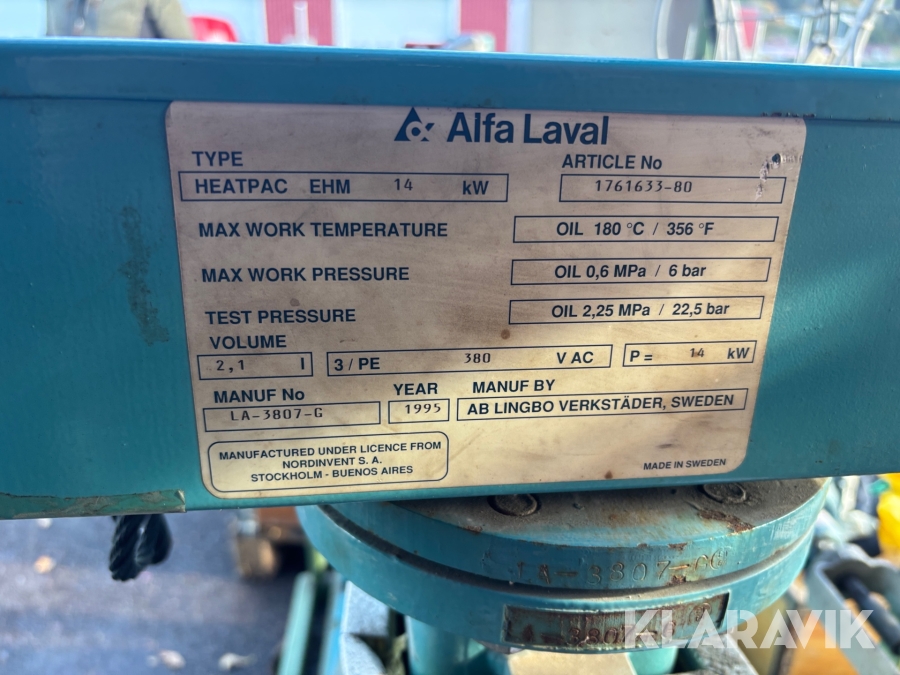 Alfa Laval
TYPE
HEATPAC EHM 14 kW
ARTICLE No
1761633-80
MAX WORK TEMPERATURE
OIL 180 °C / 356 °F
MAX WORK PRESSURE
OIL 0,6 MPa / 6 bar
TEST PRESSURE
OIL 2,25 MPa / 22,5 bar
VOLUME
2,1 l
3 / PE 380 V AC
P = 14 kW
MANUF No
LA-3807-G
YEAR
1995
MANUF BY
AB LINGBO VERKSTÄDER, SWEDEN
MANUFACTURED UNDER LICENCE FROM
NORDINVENT S. A.
STOCKHOLM - BUENOS AIRES
MADE IN SWEDEN
LA-3807
KLARAVIK